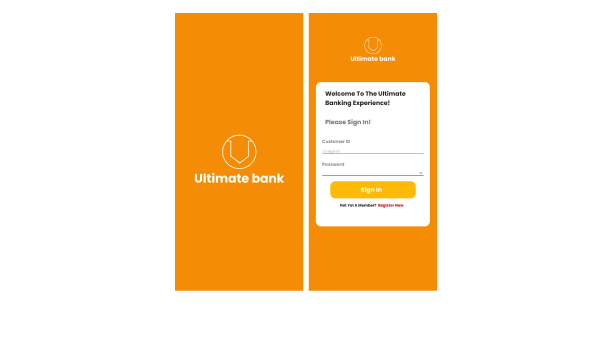 Ultimate bank
Ultimate bank
Welcome To The Ultimate
Banking Experience!
Please Sign In!
Customer ID
Password
Sign In
Not Yet A Member? Register Now